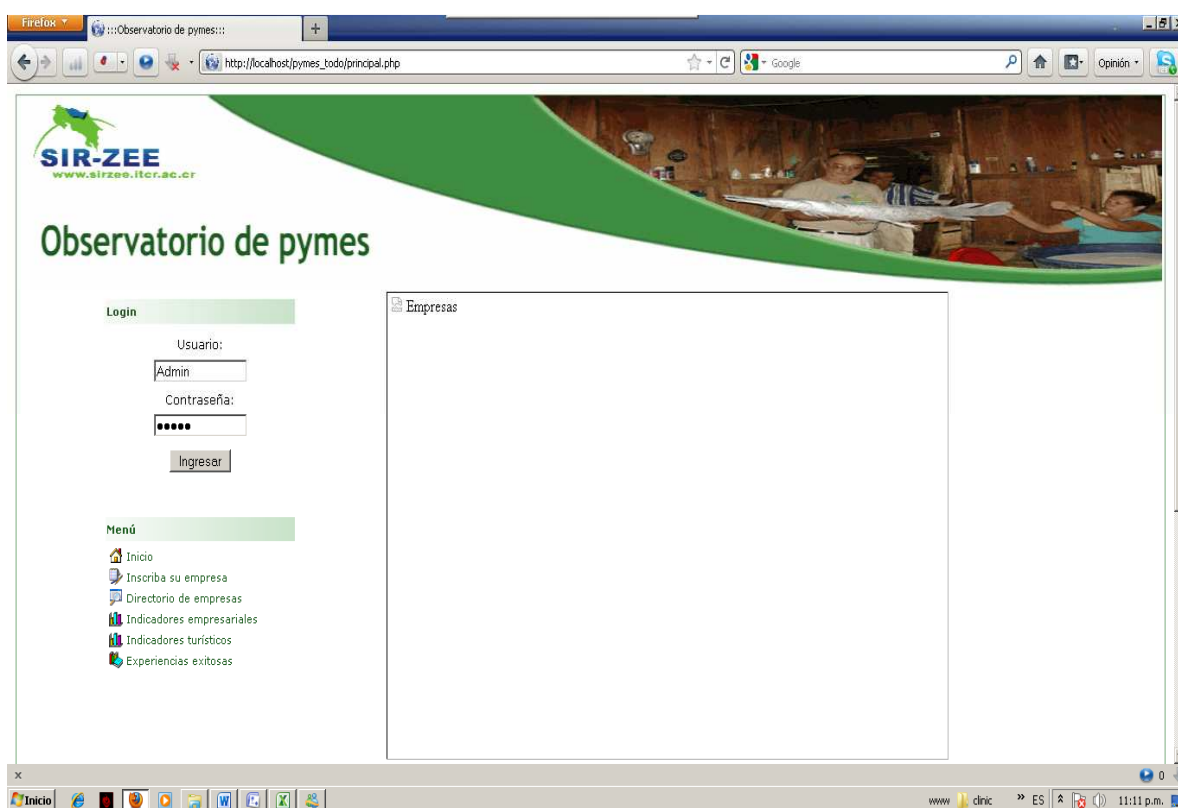 Firefox
:::Observatorio de pymes:::
http://localhost/pymes_todo/principal.php
Google
Opinión
SIR-ZEE
www.sirzee.itcr.ac.cr
Observatorio de pymes
Login
Usuario:
Admin
Contraseña:
Ingresar
Empresas
Menú
Inicio
Inscriba su empresa
Directorio de empresas
Indicadores empresariales
Indicadores turísticos
Experiencias exitosas
x
0
Inicio
www clinic » ES 11:11 p.m.